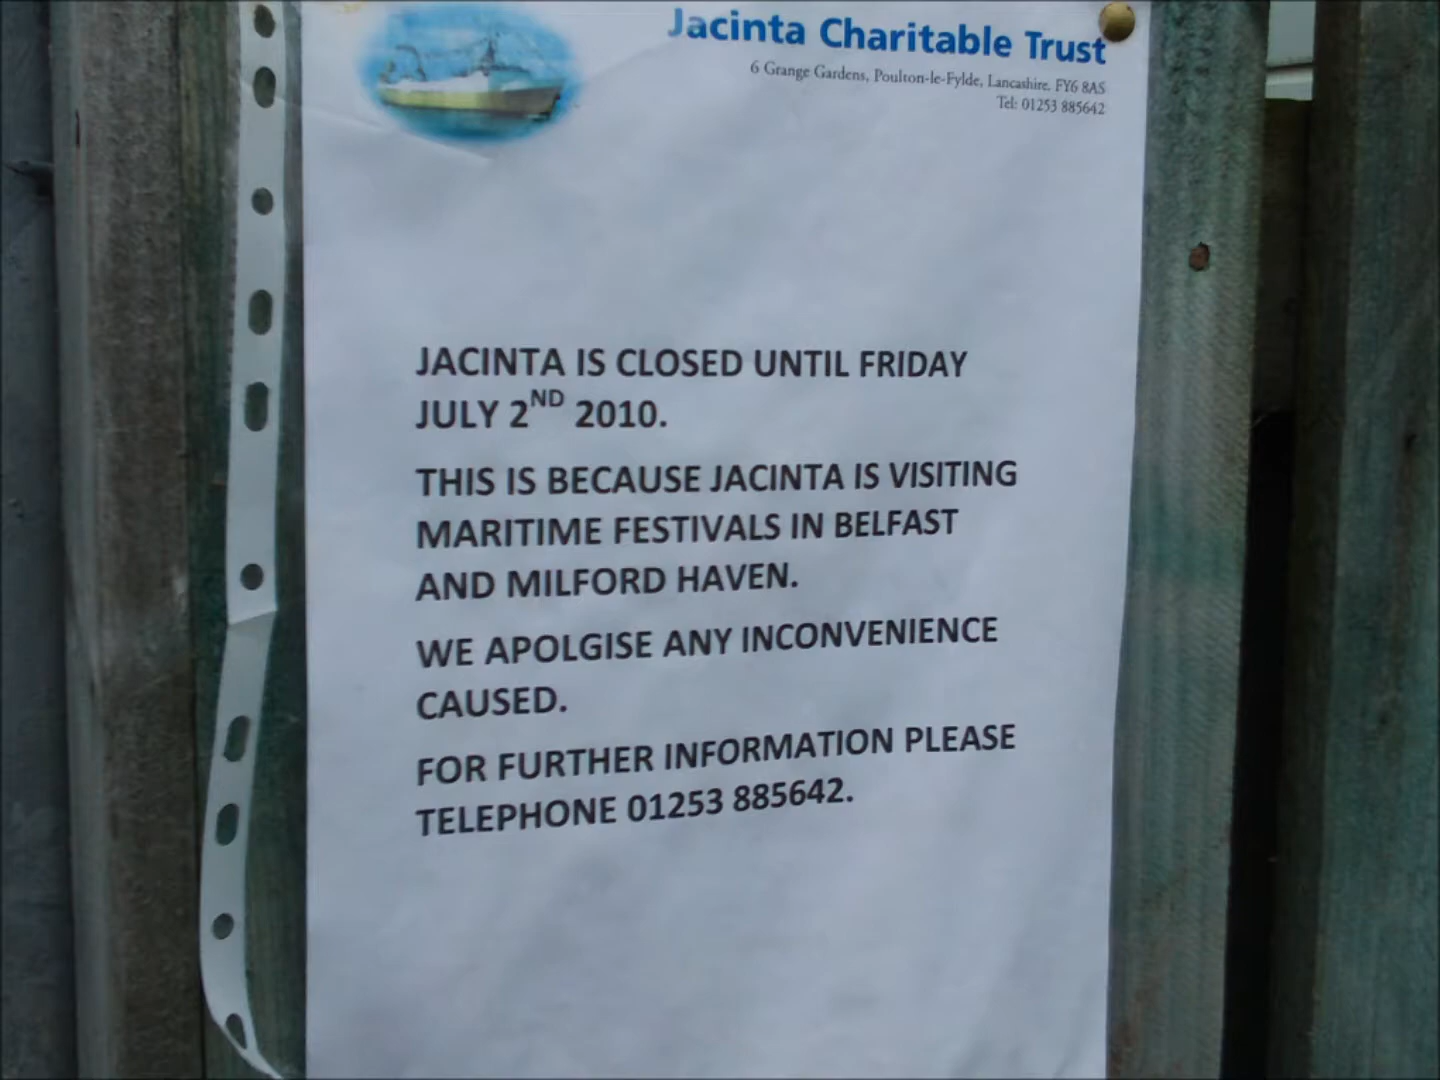 Jacinta Charitable Trust
6 Grange Gardens, Poulton-le-Fylde, Lancashire. FY6 8AS
Tel: 01253 885642
JACINTA IS CLOSED UNTIL FRIDAY
JULY 2ND 2010.
THIS IS BECAUSE JACINTA IS VISITING
MARITIME FESTIVALS IN BELFAST
AND MILFORD HAVEN.
WE APOLGISE ANY INCONVENIENCE
CAUSED.
FOR FURTHER INFORMATION PLEASE
TELEPHONE 01253 885642.